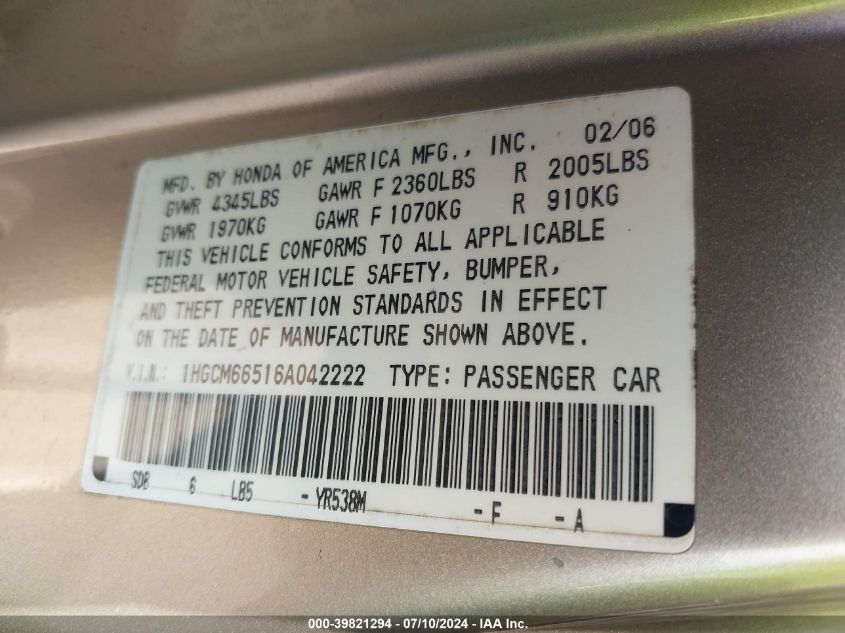 MFD. BY HONDA OF AMERICA MFG., INC. 02/06
GVWR 4345LBS GAWR F 2360LBS R 2005LBS
GVWR 1970KG GAWR F 1070KG R 910KG
THIS VEHICLE CONFORMS TO ALL APPLICABLE
FEDERAL MOTOR VEHICLE SAFETY, BUMPER,
AND THEFT PREVENTION STANDARDS IN EFFECT
ON THE DATE OF MANUFACTURE SHOWN ABOVE.
V.I.N.: 1HGCM66516A042222 TYPE: PASSENGER CAR
SDB 6 LB5 - YR538M - F - A
000-39821294 - 07/10/2024 - IAA Inc.